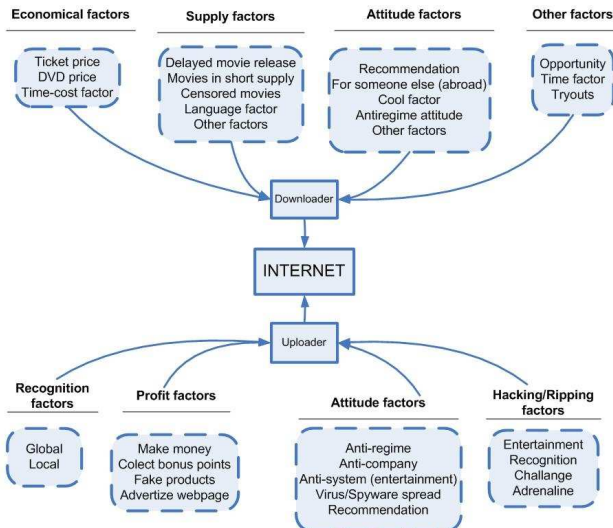 Economical factors
Supply factors
Attitude factors
Other factors
Ticket price
DVD price
Time-cost factor
Delayed movie release
Movies in short supply
Censored movies
Language factor
Other factors
Recommendation
For someone else (abroad)
Cool factor
Antiregime attitude
Other factors
Opportunity
Time factor
Tryouts
Downloader
INTERNET
Uploader
Recognition
factors
Profit factors
Attitude factors
Hacking/Ripping
factors
Global
Local
Make money
Colect bonus points
Fake products
Advertize webpage
Anti-regime
Anti-company
Anti-system (entertainment)
Virus/Spyware spread
Recommendation
Entertainment
Recognition
Challange
Adrenaline